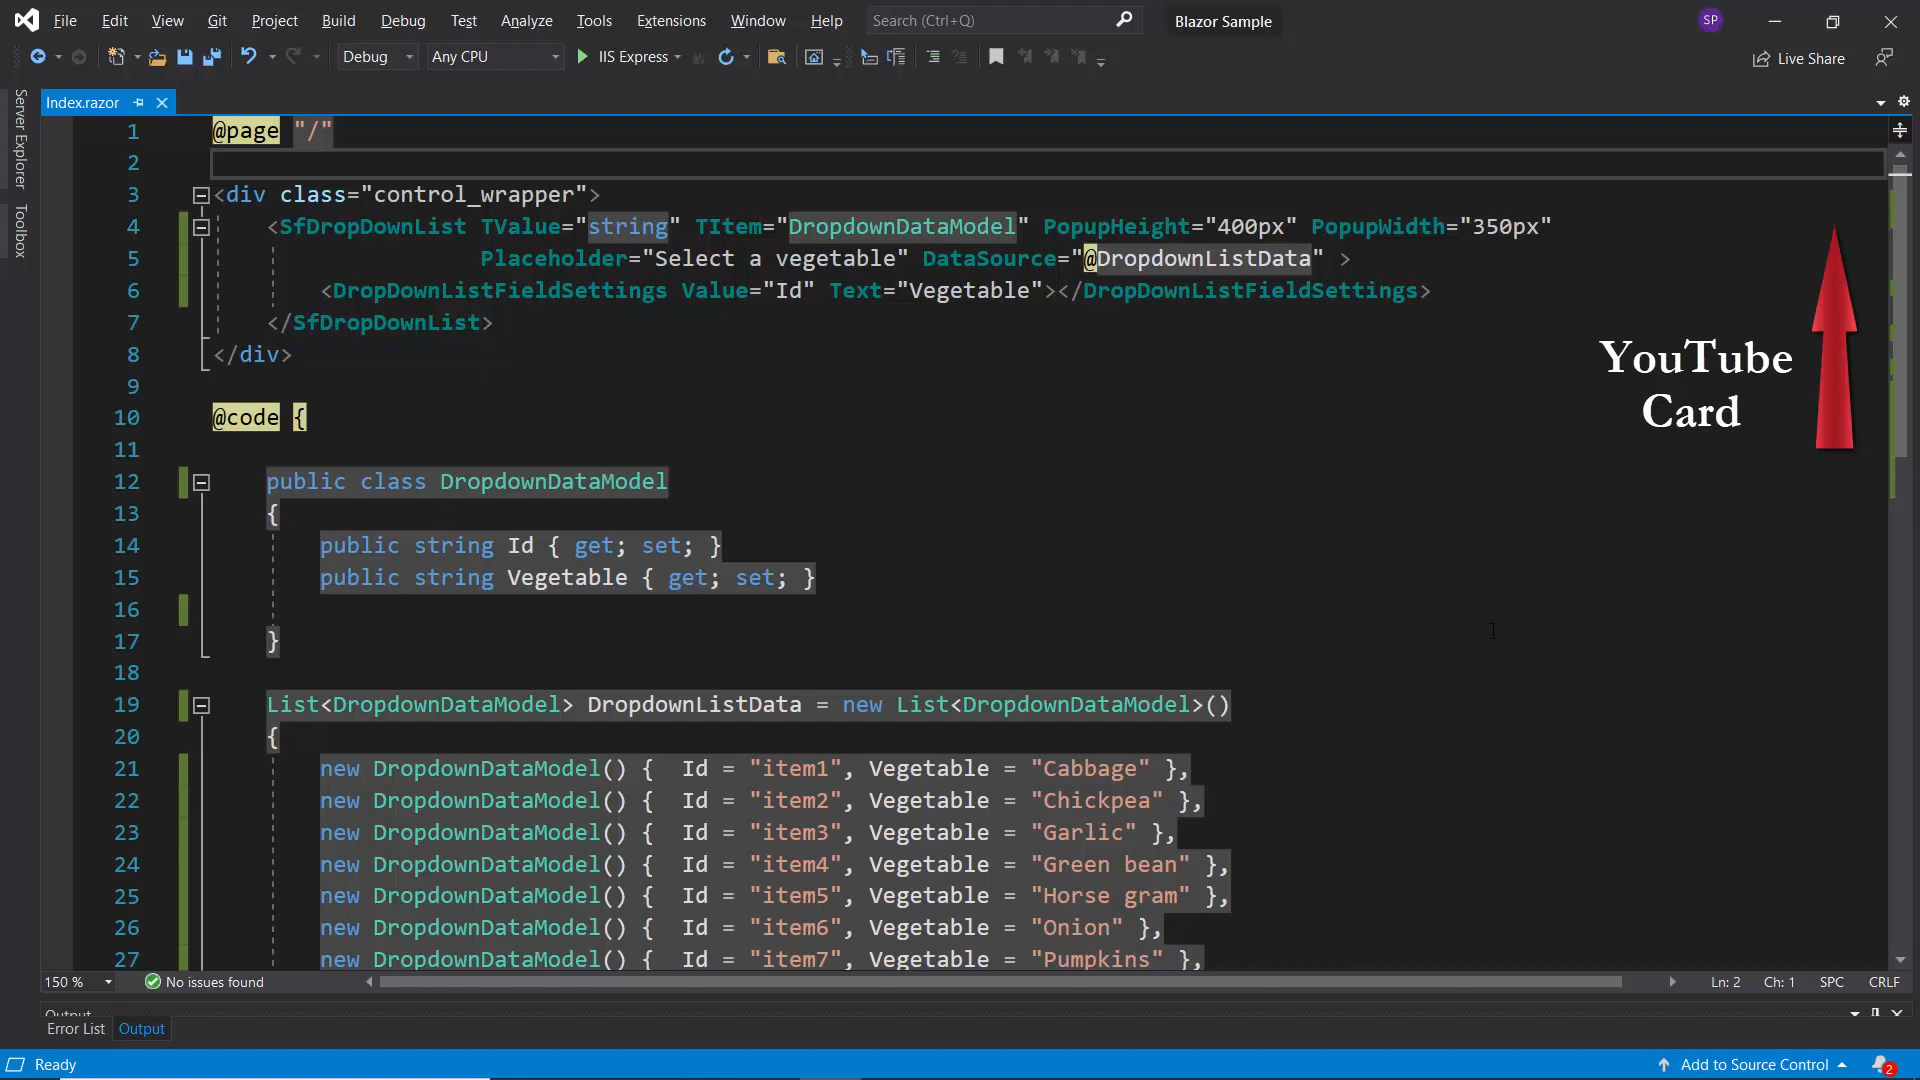 File Edit View Git Project Build Debug Test Analyze Tools Extensions Window Help Search (Ctrl+Q) Blazor Sample SP
Debug Any CPU IIS Express Live Share
Server Explorer
Toolbox
Index.razor
1 @page "/"
2
3 <div class="control_wrapper">
4 <SfDropDownList TValue="string" TItem="DropdownDataModel" PopupHeight="400px" PopupWidth="350px"
5 Placeholder="Select a vegetable" DataSource="@DropdownListData" >
6 <DropDownListFieldSettings Value="Id" Text="Vegetable"></DropDownListFieldSettings>
7 </SfDropDownList>
8 </div>
9
10 @code {
11
12 public class DropdownDataModel
13 {
14 public string Id { get; set; }
15 public string Vegetable { get; set; }
16
17 }
18
19 List<DropdownDataModel> DropdownListData = new List<DropdownDataModel>()
20 {
21 new DropdownDataModel() { Id = "item1", Vegetable = "Cabbage" },
22 new DropdownDataModel() { Id = "item2", Vegetable = "Chickpea" },
23 new DropdownDataModel() { Id = "item3", Vegetable = "Garlic" },
24 new DropdownDataModel() { Id = "item4", Vegetable = "Green bean" },
25 new DropdownDataModel() { Id = "item5", Vegetable = "Horse gram" },
26 new DropdownDataModel() { Id = "item6", Vegetable = "Onion" },
27 new DropdownDataModel() { Id = "item7", Vegetable = "Pumpkins" },
YouTube
Card
150 % No issues found Ln: 2 Ch: 1 SPC CRLF
Output
Error List Output
Ready Add to Source Control 2